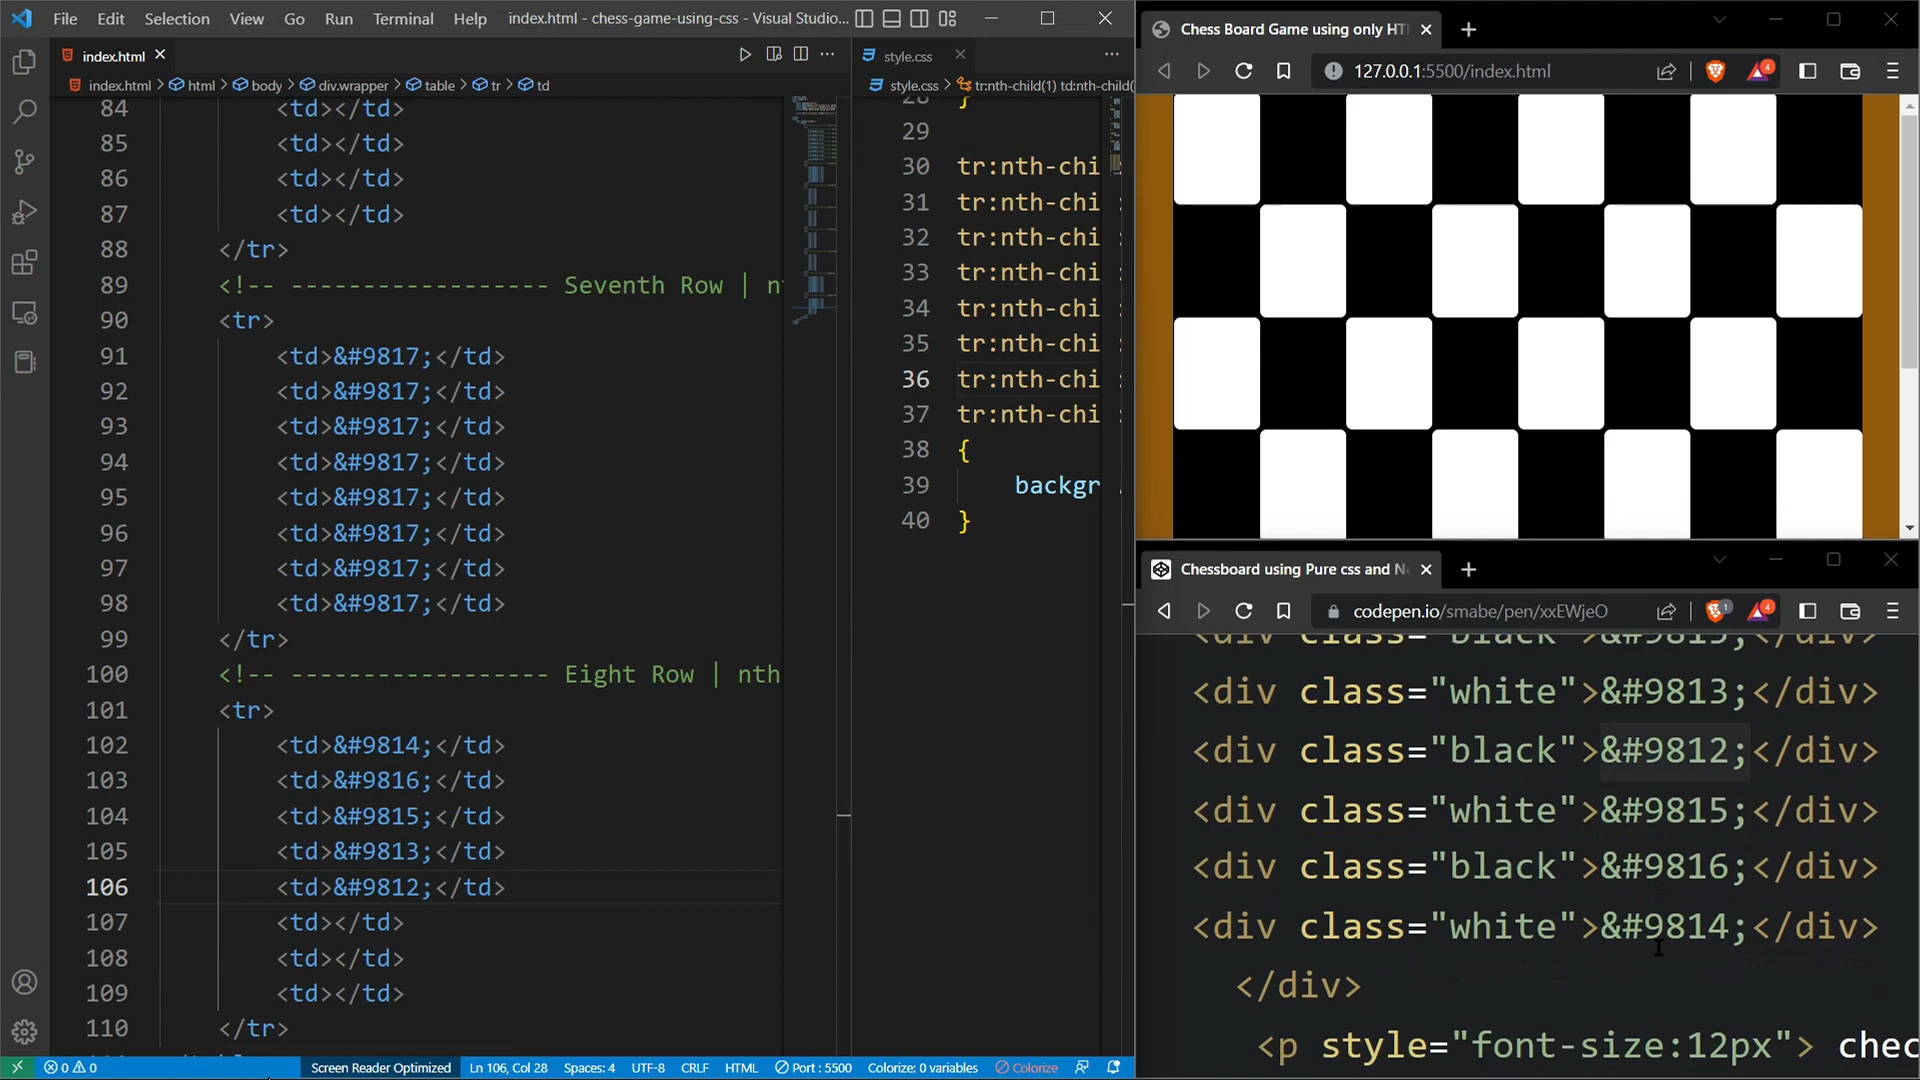 File Edit Selection View Go Run Terminal Help index.html - chess-game-using-css - Visual Studio...
index.html
index.html > html > body > div.wrapper > table > tr > td
84 <td></td>
85 <td></td>
86 <td></td>
87 <td></td>
88 </tr>
89 <!-- ------------------ Seventh Row |
90 <tr>
91 <td>&#9817;</td>
92 <td>&#9817;</td>
93 <td>&#9817;</td>
94 <td>&#9817;</td>
95 <td>&#9817;</td>
96 <td>&#9817;</td>
97 <td>&#9817;</td>
98 <td>&#9817;</td>
99 </tr>
100 <!-- ------------------ Eight Row | nth
101 <tr>
102 <td>&#9814;</td>
103 <td>&#9816;</td>
104 <td>&#9815;</td>
105 <td>&#9813;</td>
106 <td>&#9812;</td>
107 <td></td>
108 <td></td>
109 <td></td>
110 </tr>
style.css
style.css > tr:nth-child(1) td:nth-child(
28 }
29
30 tr:nth-chi
31 tr:nth-chi
32 tr:nth-chi
33 tr:nth-chi
34 tr:nth-chi
35 tr:nth-chi
36 tr:nth-chi
37 tr:nth-chi
38 {
39 backgr
40 }
0 0 Screen Reader Optimized Ln 106, Col 28 Spaces: 4 UTF-8 CRLF HTML Port : 5500 Colorize: 0 variables Colorize
Chess Board Game using only HT
127.0.0.1:5500/index.html 4
Chessboard using Pure css and N
codepen.io/smabe/pen/xxEWjeO 1 4
<div class="white">&#9813;</div>
<div class="black">&#9812;</div>
<div class="white">&#9815;</div>
<div class="black">&#9816;</div>
<div class="white">&#9814;</div>
</div>
<p style="font-size:12px"> chec